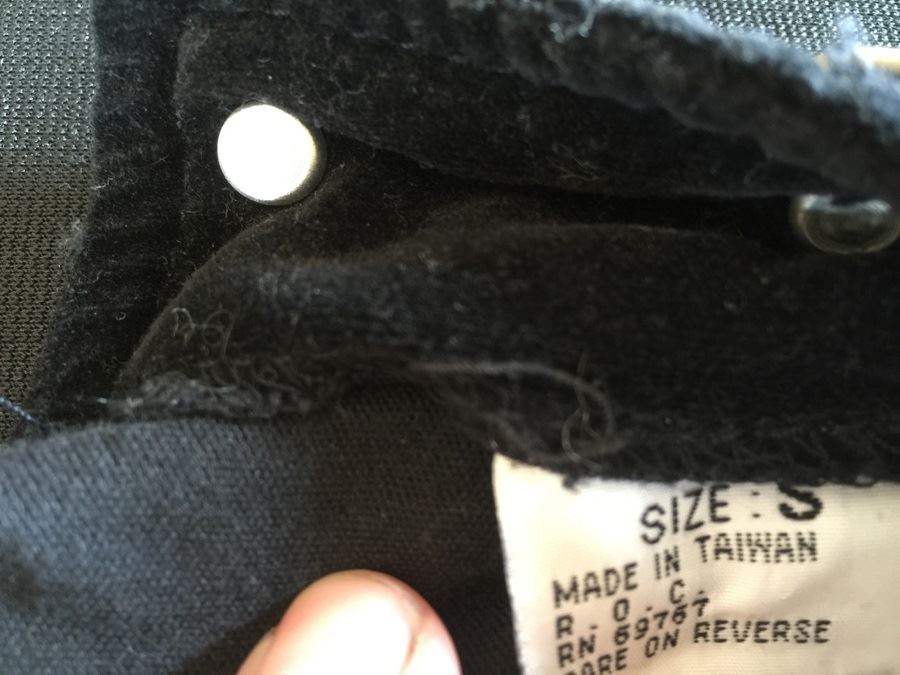 SIZE : S
MADE IN TAIWAN
R . O . C .
RN 69767
CARE ON REVERSE